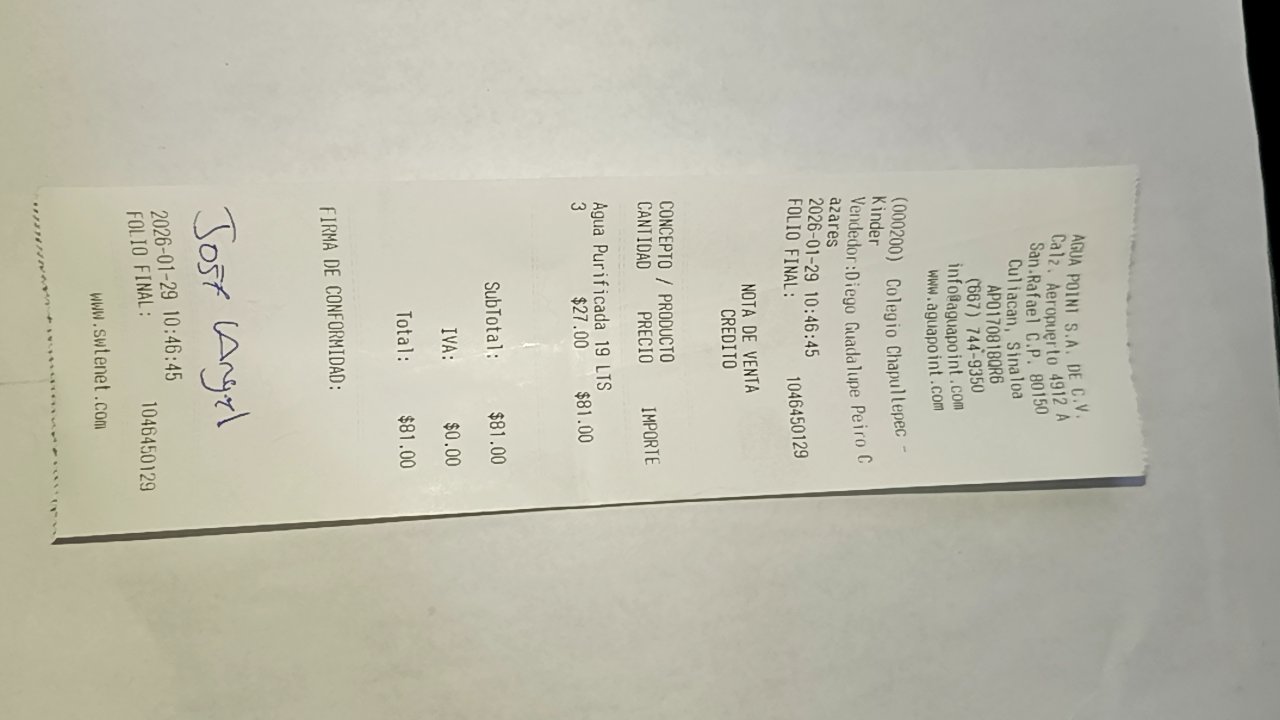 AGUA POINT S.A. DE C.V.
Calz. Aeropuerto 4912 A
San.Rafael C.P. 80150
Culiacan, Sinaloa
APO170818QR6
(667) 744-9350
info@aguapoint.com
www.aguapoint.com
(000200) Colegio Chapultepec -
Kinder
Vendedor:Diego Guadalupe Peiro C
azares
2026-01-29 10:46:45
FOLIO FINAL: 1046450129
NOTA DE VENTA
CREDITO
CONCEPTO / PRODUCTO
CANTIDAD PRECIO IMPORTE
Agua Purificada 19 LTS
3 $27.00 $81.00
SubTotal: $81.00
IVA: $0.00
Total: $81.00
FIRMA DE CONFORMIDAD:
Angel
2026-01-29 10:46:45
FOLIO FINAL: 1046450129
www.swtenet.com